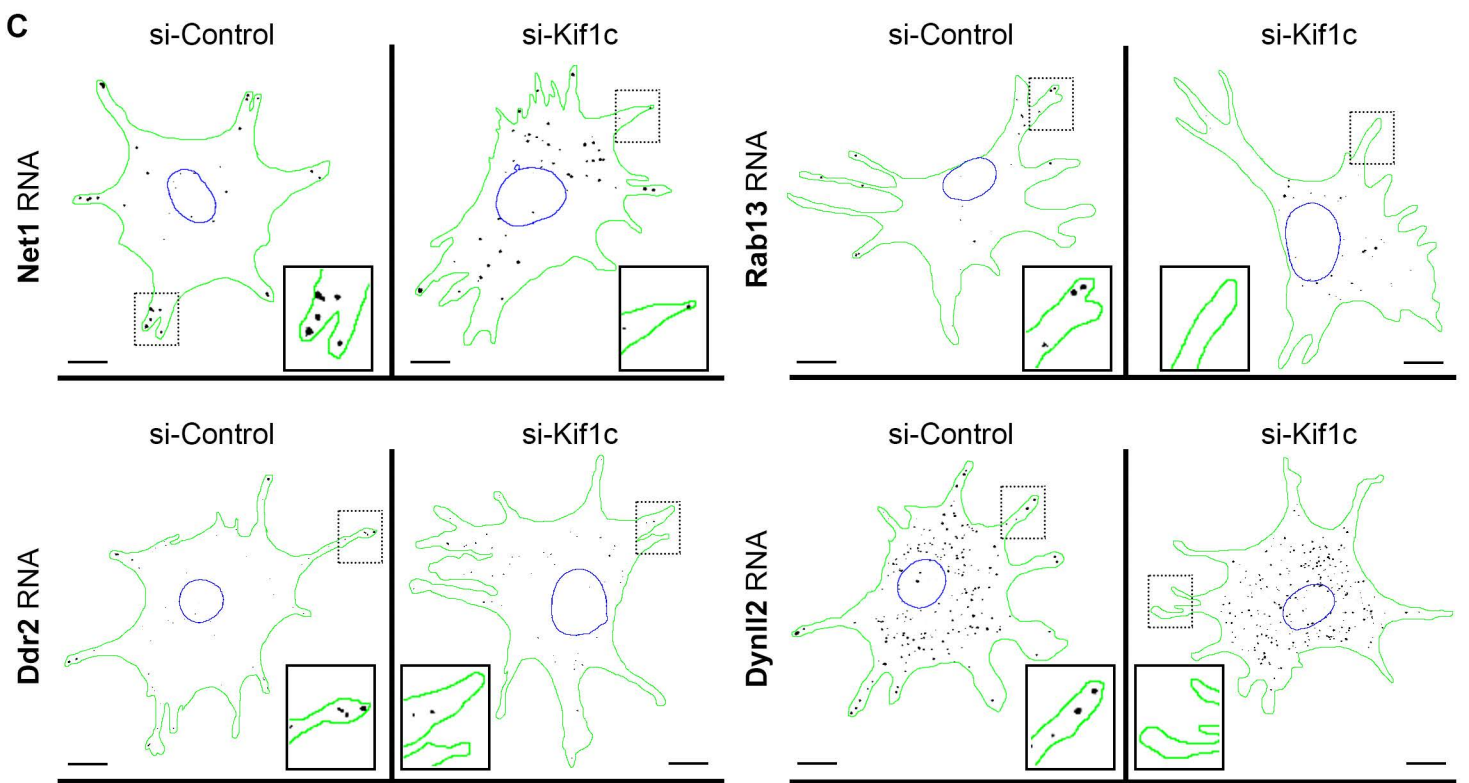 C
si-Control
si-Kif1c
si-Control
si-Kif1c
Net1 RNA
Rab13 RNA
si-Control
si-Kif1c
si-Control
si-Kif1c
Ddr2 RNA
Dynll2 RNA